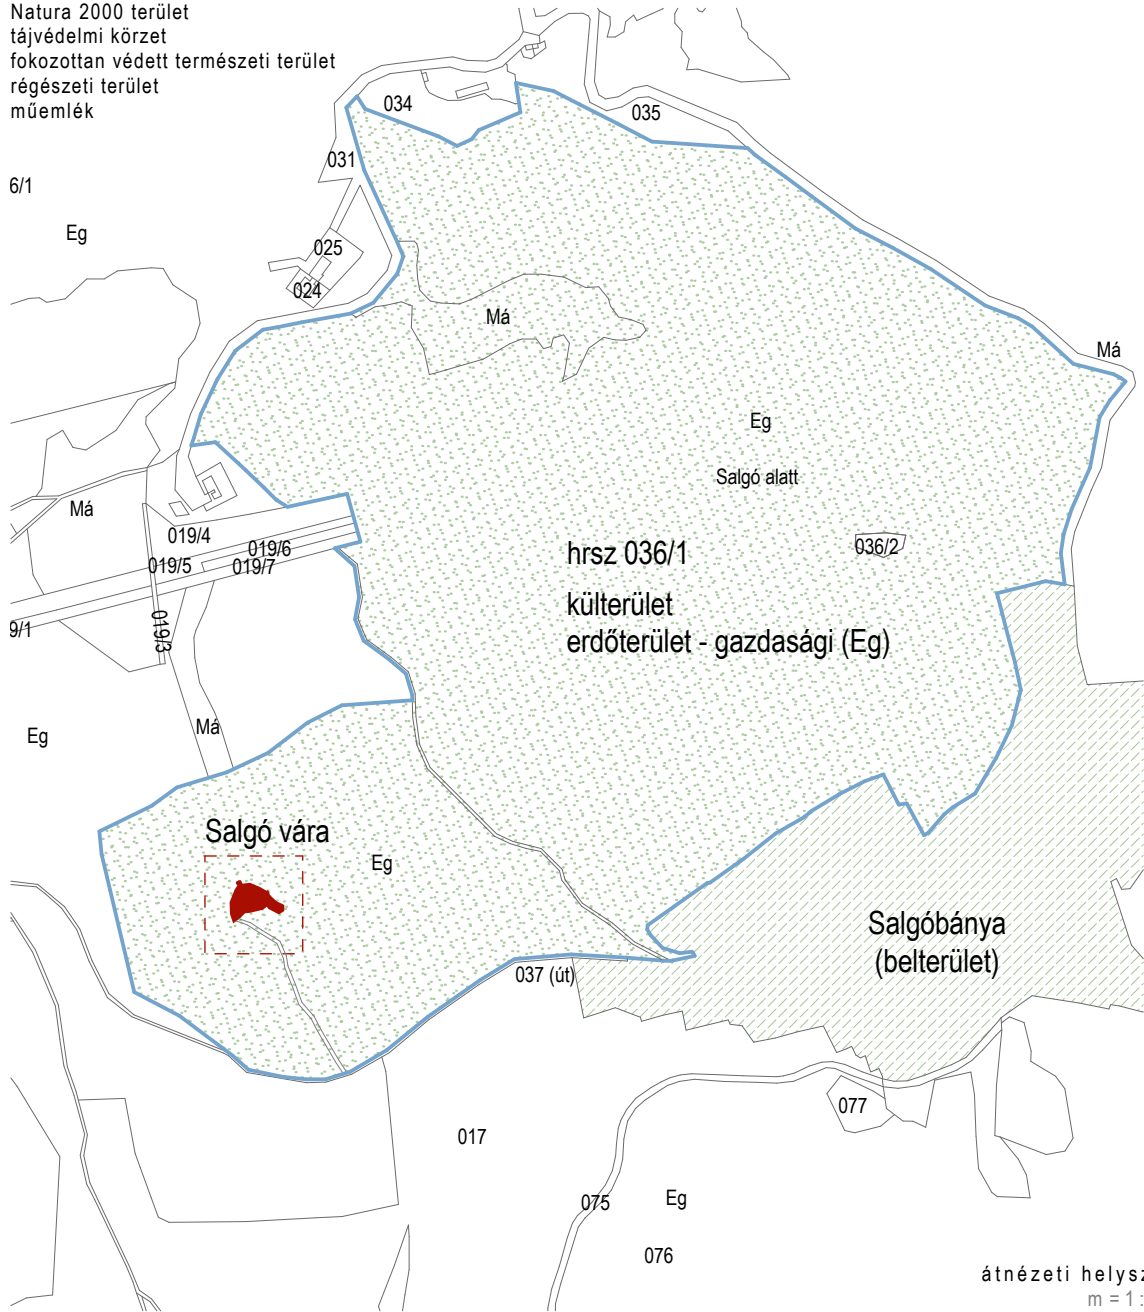 Natura 2000 terület
tájvédelmi körzet
fokozottan védett természeti terület
régészeti terület
műemlék
034
035
031
6/1
Eg
025
024
Má
Má
Eg
Salgó alatt
Má
019/4
019/6
019/5
019/7
hrsz 036/1
036/2
külterület
erdőterület - gazdasági (Eg)
9/1
019/3
Má
Eg
Salgó vára
Eg
Salgóbánya
(belterület)
037 (út)
077
017
075
Eg
076
átnézeti helysz
m = 1: